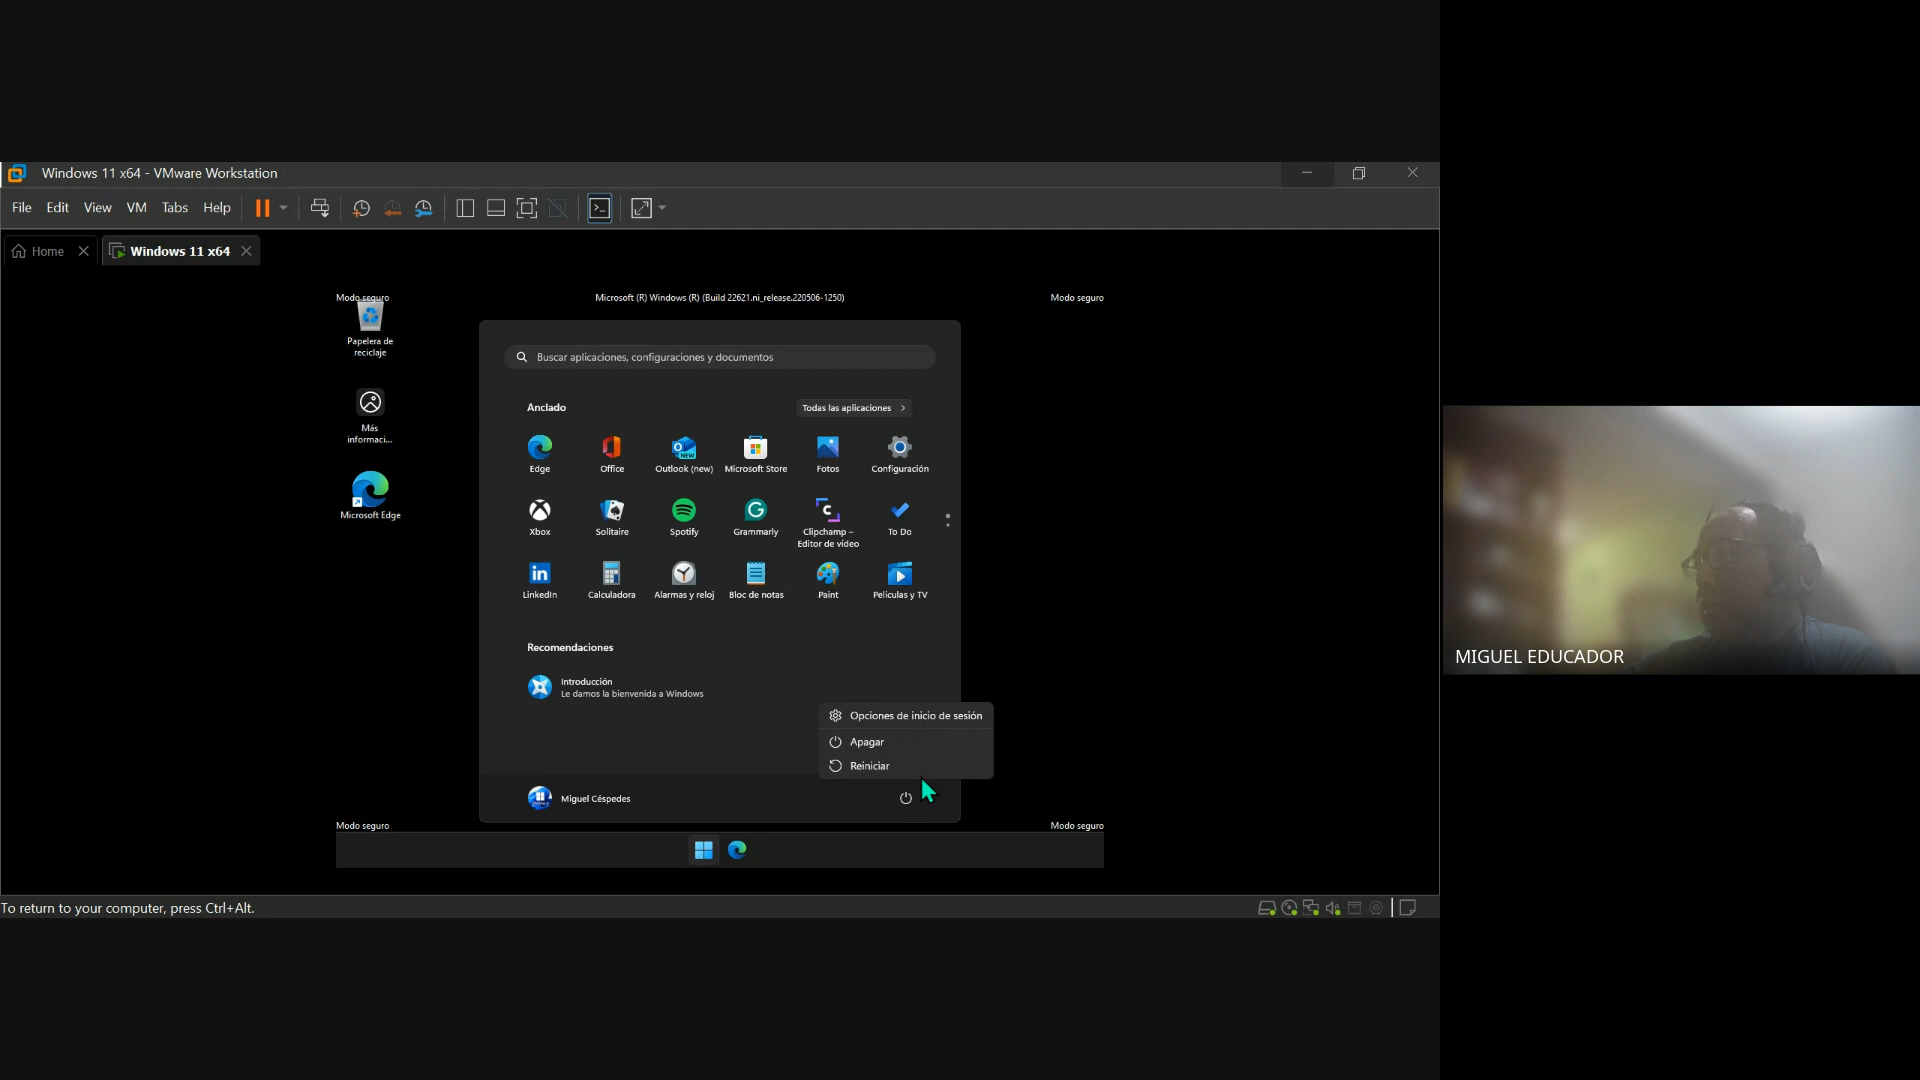 Windows 11 x64 - VMware Workstation
File Edit View VM Tabs Help
Home
Windows 11 x64
Modo seguro
Microsoft (R) Windows (R) (Build 22621.ni_release.220506-1250)
Modo seguro
Papelera de
reciclaje
Más
informaci...
Microsoft Edge
Buscar aplicaciones, configuraciones y documentos
Anclado
Todas las aplicaciones
Edge
Office
Outlook (new)
NEW
Microsoft Store
Fotos
Configuración
Xbox
Solitaire
Spotify
Grammarly
Clipchamp –
Editor de vídeo
To Do
LinkedIn
Calculadora
Alarmas y reloj
Bloc de notas
Paint
Películas y TV
Recomendaciones
Introducción
Le damos la bienvenida a Windows
Opciones de inicio de sesión
Apagar
Reiniciar
Miguel Céspedes
Modo seguro
Modo seguro
To return to your computer, press Ctrl+Alt.
MIGUEL EDUCADOR